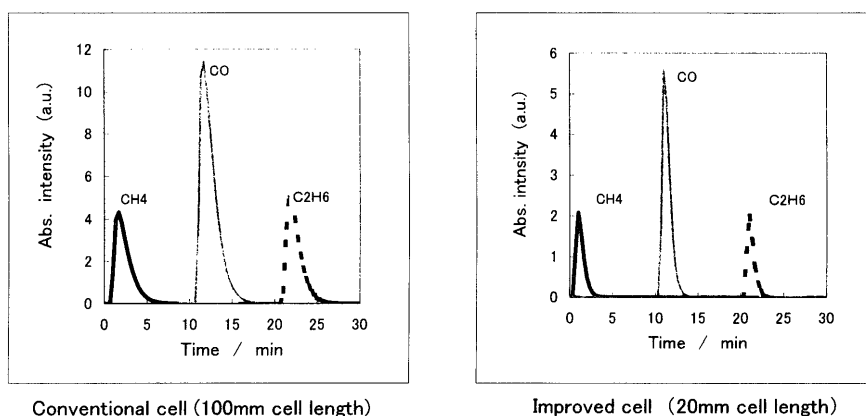 12
10
8
6
4
2
0
Abs. intensity (a.u.)
CH4
CO
C2H6
0 5 10 15 20 25 30
Time / min
Conventional cell (100mm cell length)
6
5
4
3
2
1
0
Abs. intnsity (a.u.)
CH4
CO
C2H6
0 5 10 15 20 25 30
Time / min
Improved cell (20mm cell length)